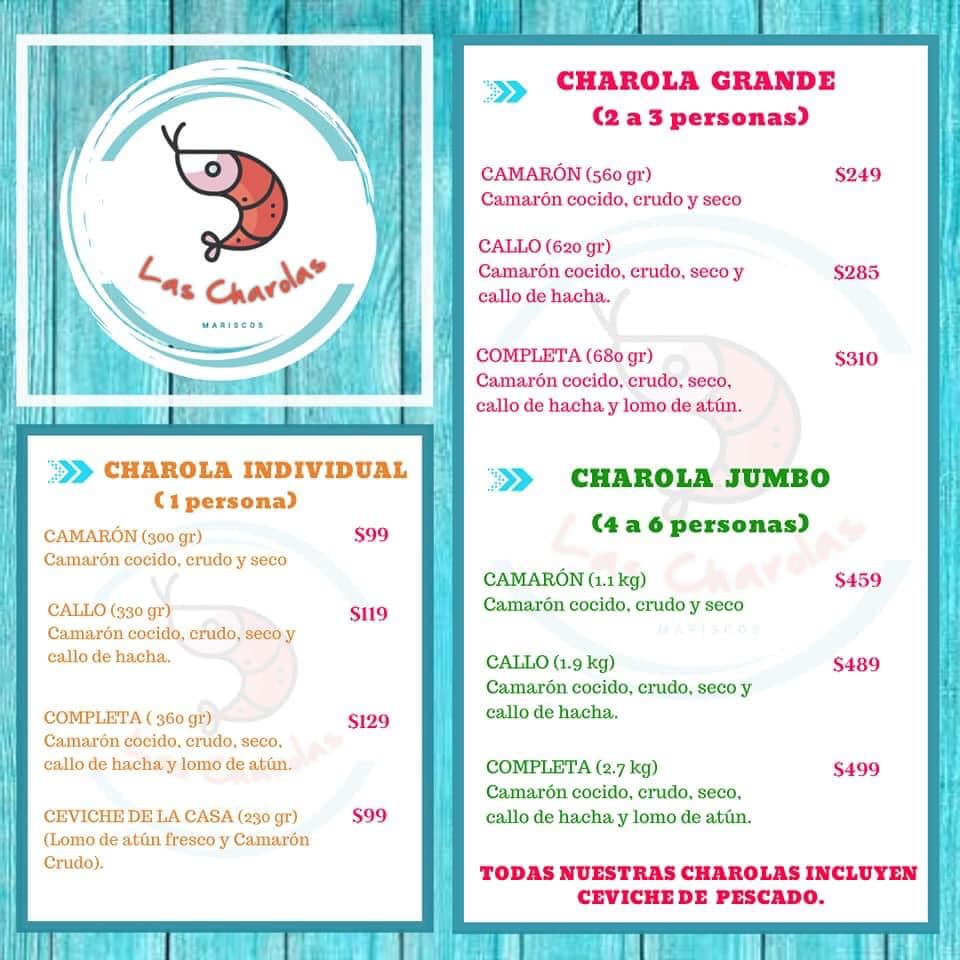 Las Charolas
MARISCOS
CHAROLA INDIVIDUAL
( 1 persona)
CAMARÓN (300 gr) $99
Camarón cocido, crudo y seco
CALLO (330 gr) $119
Camarón cocido, crudo, seco y
callo de hacha.
COMPLETA ( 360 gr) $129
Camarón cocido, crudo, seco,
callo de hacha y lomo de atún.
CEVICHE DE LA CASA (230 gr) $99
(Lomo de atún fresco y Camarón
Crudo).
CHAROLA GRANDE
(2 a 3 personas)
CAMARÓN (560 gr) $249
Camarón cocido, crudo y seco
CALLO (620 gr)
Camarón cocido, crudo, seco y $285
callo de hacha.
COMPLETA (680 gr) $310
Camarón cocido, crudo, seco,
callo de hacha y lomo de atún.
CHAROLA JUMBO
(4 a 6 personas)
CAMARÓN (1.1 kg) $459
Camarón cocido, crudo y seco
CALLO (1.9 kg) $489
Camarón cocido, crudo, seco y
callo de hacha.
COMPLETA (2.7 kg) $499
Camarón cocido, crudo, seco,
callo de hacha y lomo de atún.
TODAS NUESTRAS CHAROLAS INCLUYEN
CEVICHE DE PESCADO.
Las Charolas
MARISCOS
Las Charolas